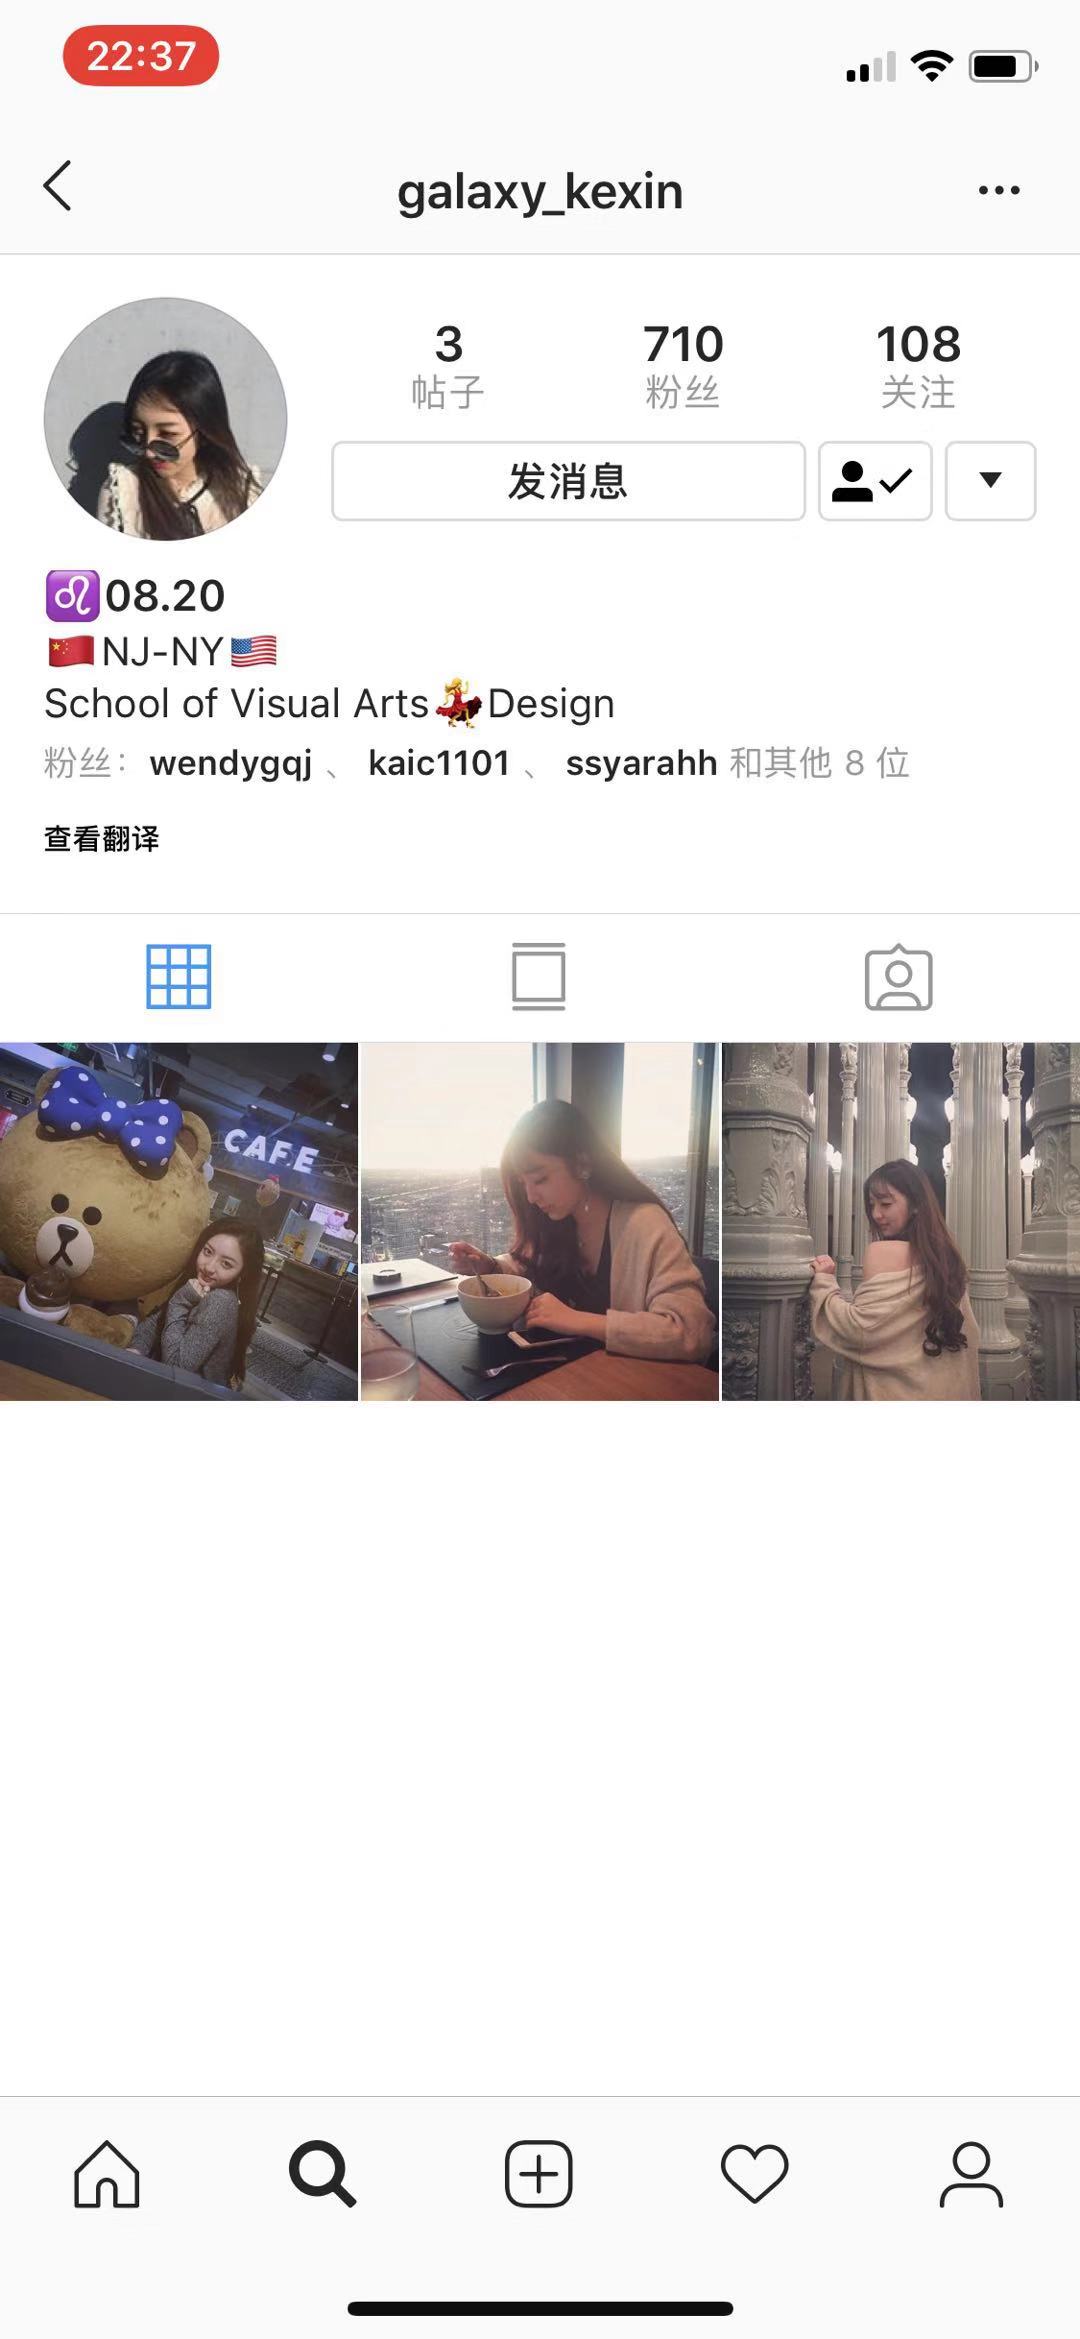 22:37
galaxy_kexin
3 710 108
帖子 粉丝 关注
发消息
♌08.20
🇨🇳NJ-NY🇺🇸
School of Visual Arts💃Design
粉丝: wendygqj 、 kaic1101 、 ssyarahh 和其他 8 位
查看翻译
CAFE